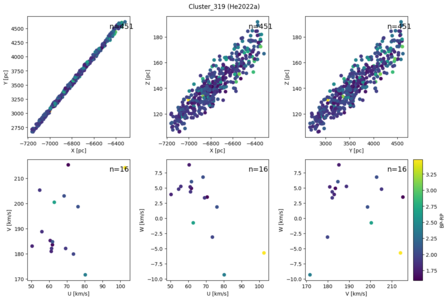 Cluster_319 (He2022a)
n=451
n=451
n=451
4500
4250
4000
3750
3500
3250
3000
2750
Y [pc]
-7200 -7000 -6800 -6600 -6400
X [pc]
180
160
140
120
Z [pc]
-7200 -7000 -6800 -6600 -6400
X [pc]
180
160
140
120
Z [pc]
3000 3500 4000 4500
Y [pc]
n=16
n=16
n=16
210
200
190
180
170
V [km/s]
50 60 70 80 90 100
U [km/s]
7.5
5.0
2.5
0.0
-2.5
-5.0
-7.5
-10.0
W [km/s]
50 60 70 80 90 100
U [km/s]
7.5
5.0
2.5
0.0
-2.5
-5.0
-7.5
-10.0
W [km/s]
170 180 190 200 210
V [km/s]
3.25
3.00
2.75
2.50
2.25
2.00
1.75
BP-RP